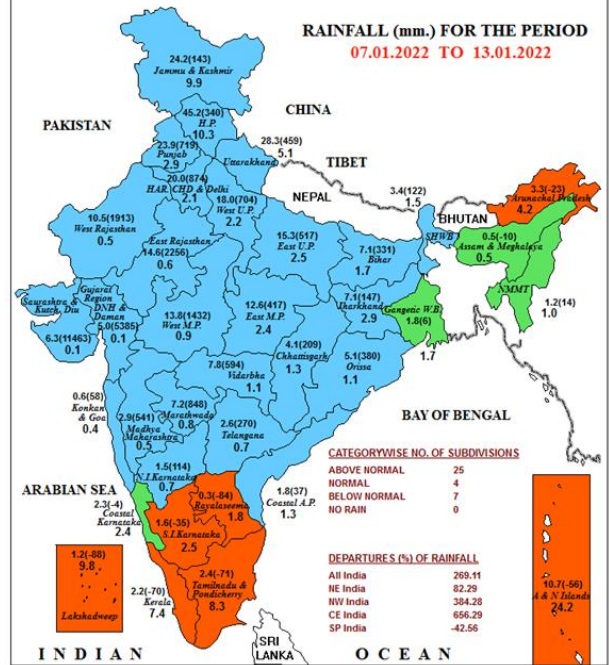 RAINFALL (mm.) FOR THE PERIOD
07.01.2022 TO 13.01.2022
24.2(143)
Jammu & Kashmir
9.9
CHINA
PAKISTAN
45.2(340)
H.P.
10.3
23.9(719)
Punjab
2.9
28.3(459)
Uttarakhand
5.1
TIBET
20.0(874)
HAR. CHD & Delhi
2.1
18.0(704)
West U.P.
2.2
NEPAL
3.4(122)
1.5
BHUTAN
SHWB
3.3(-23)
Arunachal Pradesh
4.2
10.5(1913)
West Rajasthan
0.5
East Rajasthan
14.6(2256)
0.6
15.3(517)
East U.P.
2.5
7.1(331)
Bihar
1.7
0.5(-10)
Assam & Meghalaya
0.5
NMMT
1.2(14)
1.0
Gujarat
Region
DNH &
Daman
5.0(5385)
0.1
Saurashtra &
Kutch, Diu
6.3(11463)
0.1
13.8(1432)
West M.P.
0.9
12.6(417)
East M.P.
2.4
7.1(147)
Jharkhand
2.9
Gangetic W.B.
1.8(6)
1.7
4.1(209)
Chhattisgarh
1.3
5.1(380)
Orissa
1.1
7.8(594)
Vidarbha
1.1
0.6(58)
Konkan
& Goa
0.4
7.2(848)
Marathwada
0.8
2.9(541)
Madhya
0.5
Maharashtra
2.6(270)
Telangana
0.7
BAY OF BENGAL
1.5(114)
N.I.Karnataka
0.7
ARABIAN SEA
2.3(-4)
Coastal
Karnataka
2.4
0.3(-84)
Rayalaseema
1.8
1.8(37)
Coastal A.P.
1.3
1.6(-35)
S.I.Karnataka
2.5
2.4(-71)
Tamilnadu &
Pondicherry
8.3
2.2(-70)
Kerala
7.4
1.2(-88)
9.8
Lakshadweep
CATEGORYWISE NO. OF SUBDIVISIONS
ABOVE NORMAL 25
NORMAL 4
BELOW NORMAL 7
NO RAIN 0
DEPARTURES (%) OF RAINFALL
All India 269.11
NE India 82.29
NW India 384.28
CE India 656.29
SP India -42.56
10.7(-56)
A & N Islands
24.2
SRI
LANKA
INDIAN OCEAN